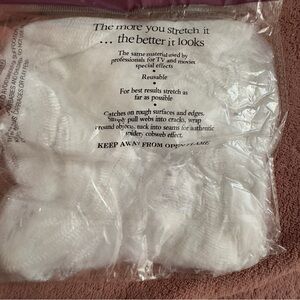 The more you stretch it
... the better it looks
The same material used by
professionals for TV and movies
special effects
•
Reusable
•
For best results stretch as
far as possible
•
Catches on rough surfaces and edges.
Simply pull webs into cracks, wrap
around objects, tuck into seams for authentic
spidery cobweb effect.
KEEP AWAY FROM OPEN FLAME